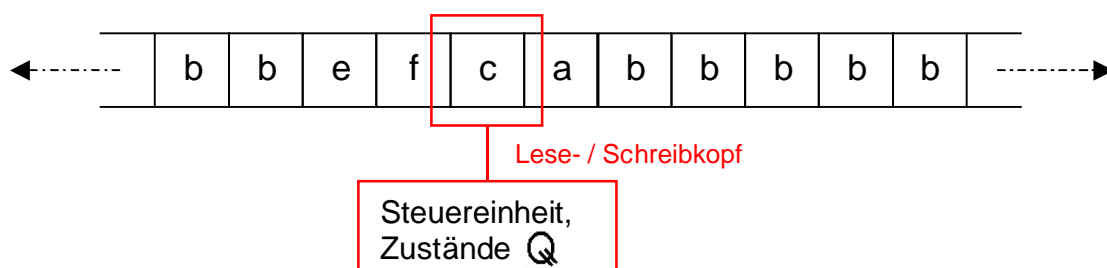 b b e f c a b b b b b
Lese- / Schreibkopf
Steuereinheit,
Zustände Q